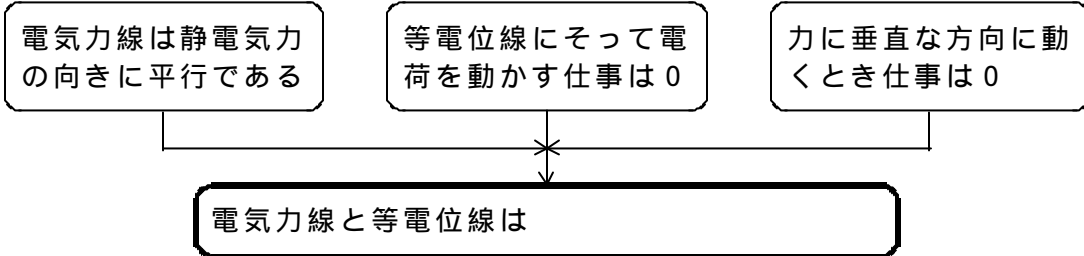 電気力線は静電気力
の向きに平行である
等電位線にそって電
荷を動かす仕事は０
力に垂直な方向に動
くとき仕事は０
電気力線と等電位線は